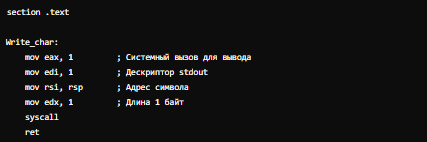 section .text
Write_char:
mov eax, 1 ; Системный вызов для вывода
mov edi, 1 ; Дескриптор stdout
mov rsi, rsp ; Адрес символа
mov edx, 1 ; Длина 1 байт
syscall
ret